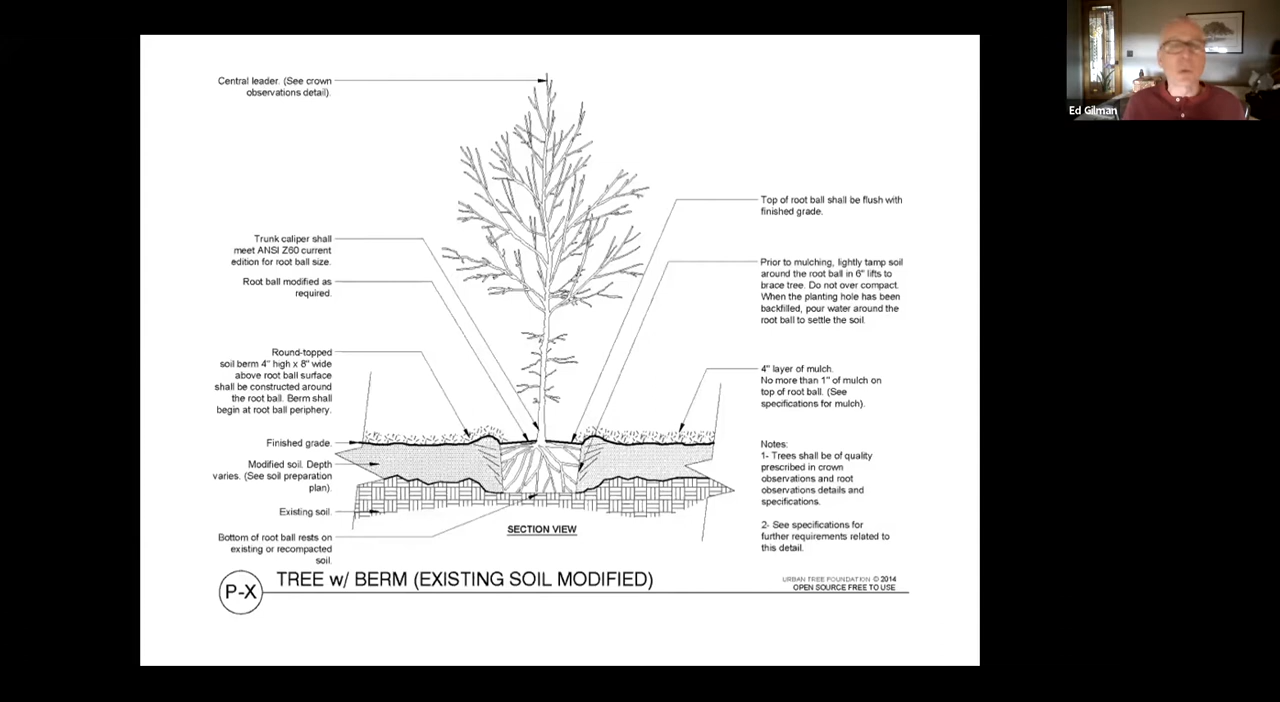 Central leader. (See crown
observations detail).
Trunk caliper shall
meet ANSI Z60 current
edition for root ball size.
Root ball modified as
required.
Round-topped
soil berm 4" high x 8" wide
above root ball surface
shall be constructed around
the root ball. Berm shall
begin at root ball periphery.
Finished grade.
Modified soil. Depth
varies. (See soil preparation
plan).
Existing soil.
Bottom of root ball rests on
existing or recompacted
soil.
Top of root ball shall be flush with
finished grade.
Prior to mulching, lightly tamp soil
around the root ball in 6" lifts to
brace tree. Do not over compact.
When the planting hole has been
backfilled, pour water around the
root ball to settle the soil.
4" layer of mulch.
No more than 1" of mulch on
top of root ball. (See
specifications for mulch).
Notes:
1- Trees shall be of quality
prescribed in crown
observations and root
observations details and
specifications.
2- See specifications for
further requirements related to
this detail.
SECTION VIEW
P-X
TREE w/ BERM (EXISTING SOIL MODIFIED)
URBAN TREE FOUNDATION © 2014
OPEN SOURCE FREE TO USE
Ed Gilman